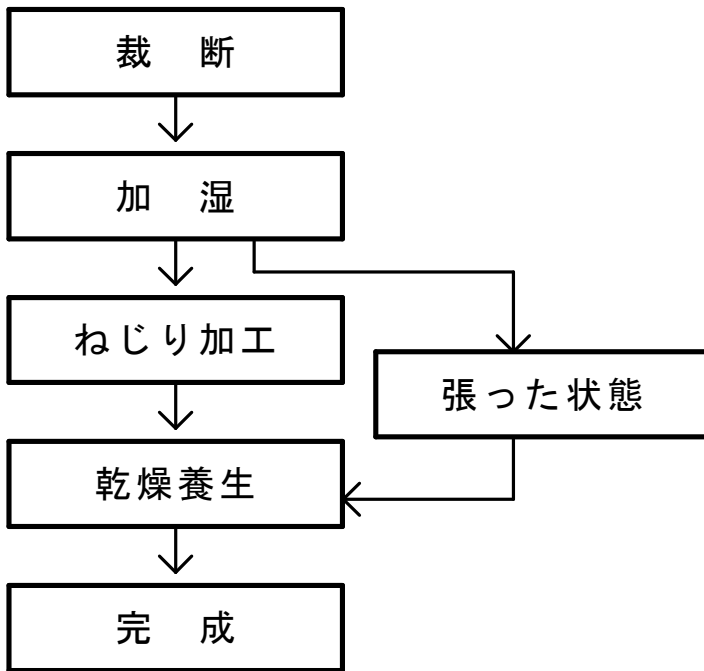 裁　断
加　湿
ねじり加工
張った状態
乾燥養生
完　成